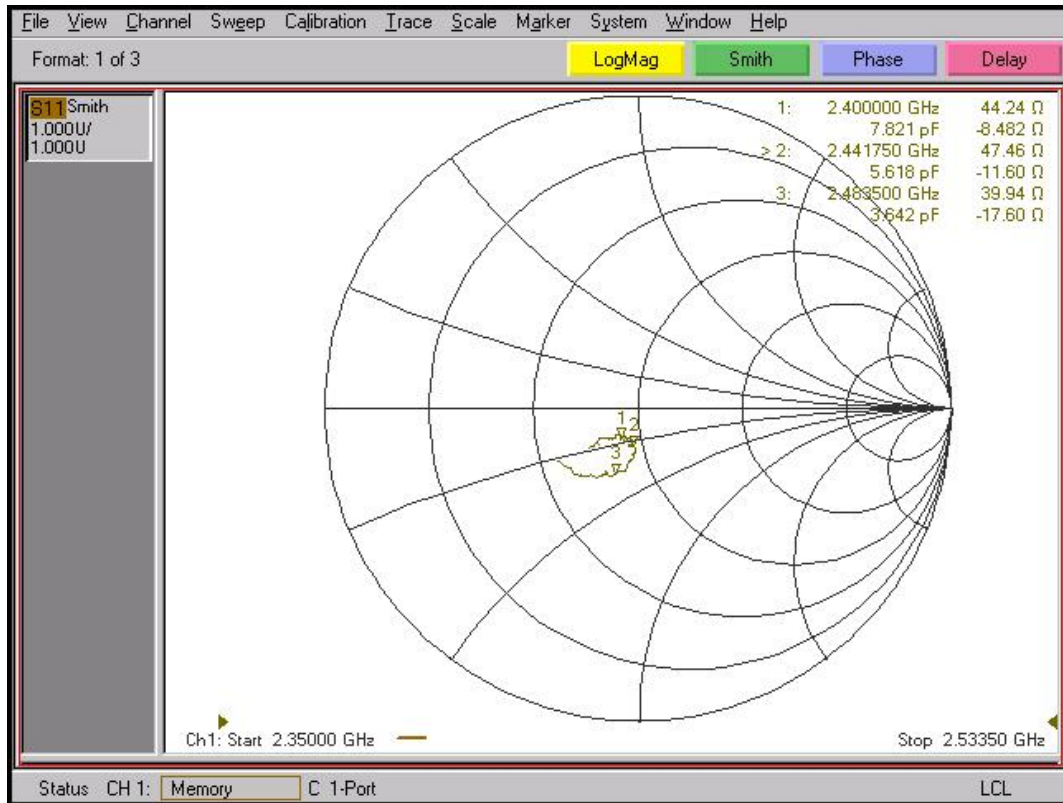 File View Channel Sweep Calibration Trace Scale Marker System Window Help
Format: 1 of 3 LogMag Smith Phase Delay
S11 Smith
1.000U/
1.000U
1: 2.400000 GHz 44.24 Ω
7.821 pF -8.482 Ω
> 2: 2.441750 GHz 47.46 Ω
5.618 pF -11.60 Ω
3: 2.483500 GHz 39.94 Ω
3.642 pF -17.60 Ω
1
2
3
Ch1: Start 2.35000 GHz Stop 2.53350 GHz
Status CH 1: Memory C 1-Port LCL